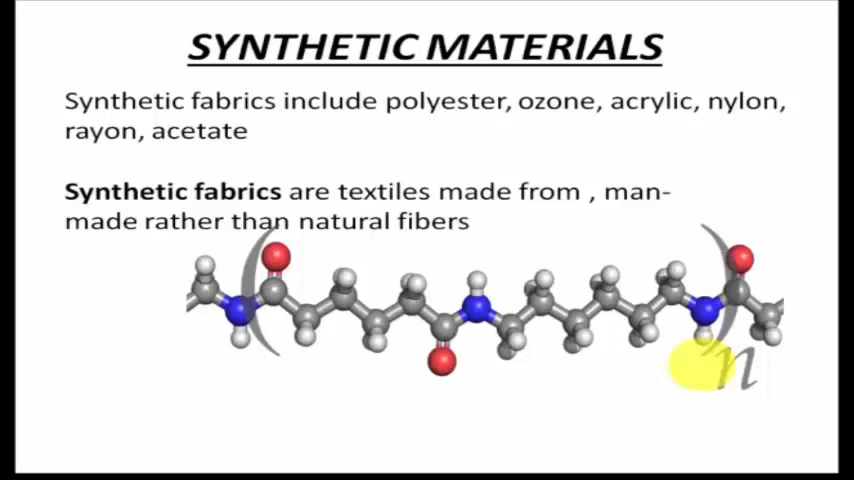 SYNTHETIC MATERIALS
Synthetic fabrics include polyester, ozone, acrylic, nylon,
rayon, acetate
Synthetic fabrics are textiles made from , man-
made rather than natural fibers
( )
n